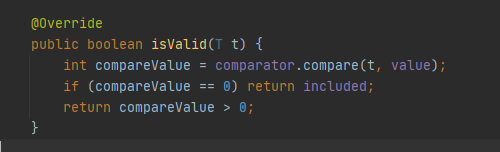 @Override
public boolean isValid(T t) {
    int compareValue = comparator.compare(t, value);
    if (compareValue == 0) return included;
    return compareValue > 0;
}